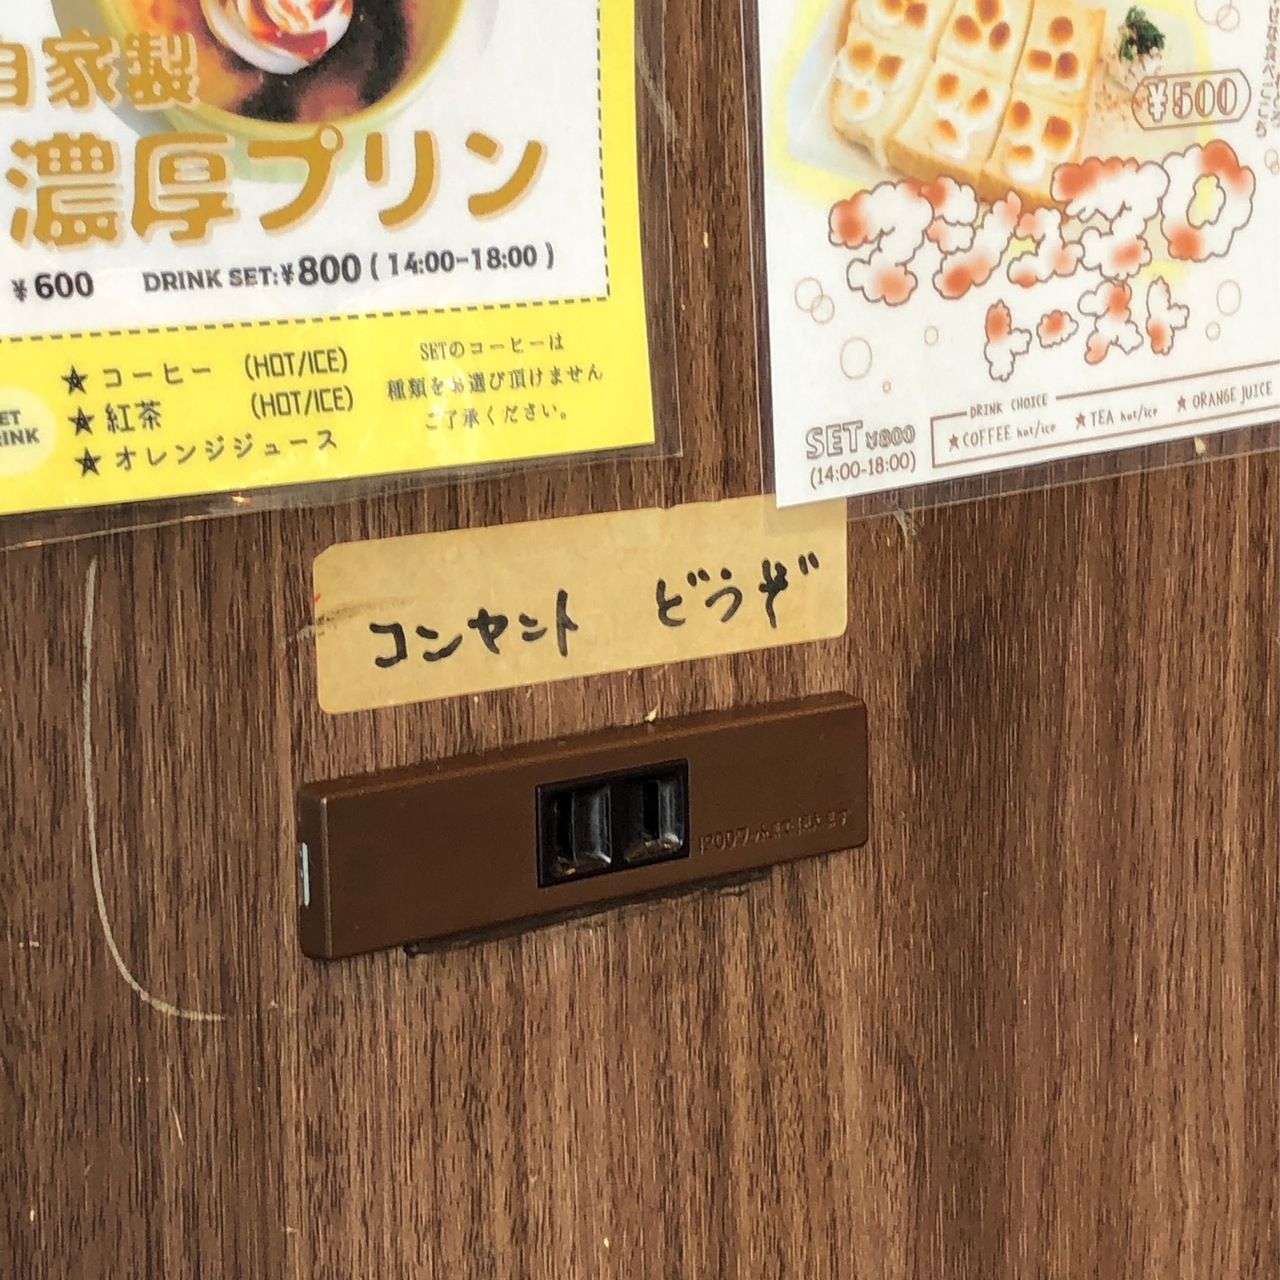 自家製
濃厚プリン
¥600 DRINK SET:¥800 (14:00-18:00)
★コーヒー (HOT/ICE)
★紅茶 (HOT/ICE)
★オレンジジュース
SETのコーヒーは
種類をお選び頂けません
ご了承ください。
¥500
マシュマロ
トースト
SET ¥800
(14:00-18:00)
DRINK CHOICE
★COFFEE hot/ice ★TEA hot/ice ★ORANGE JUICE
コンセント どうぞ